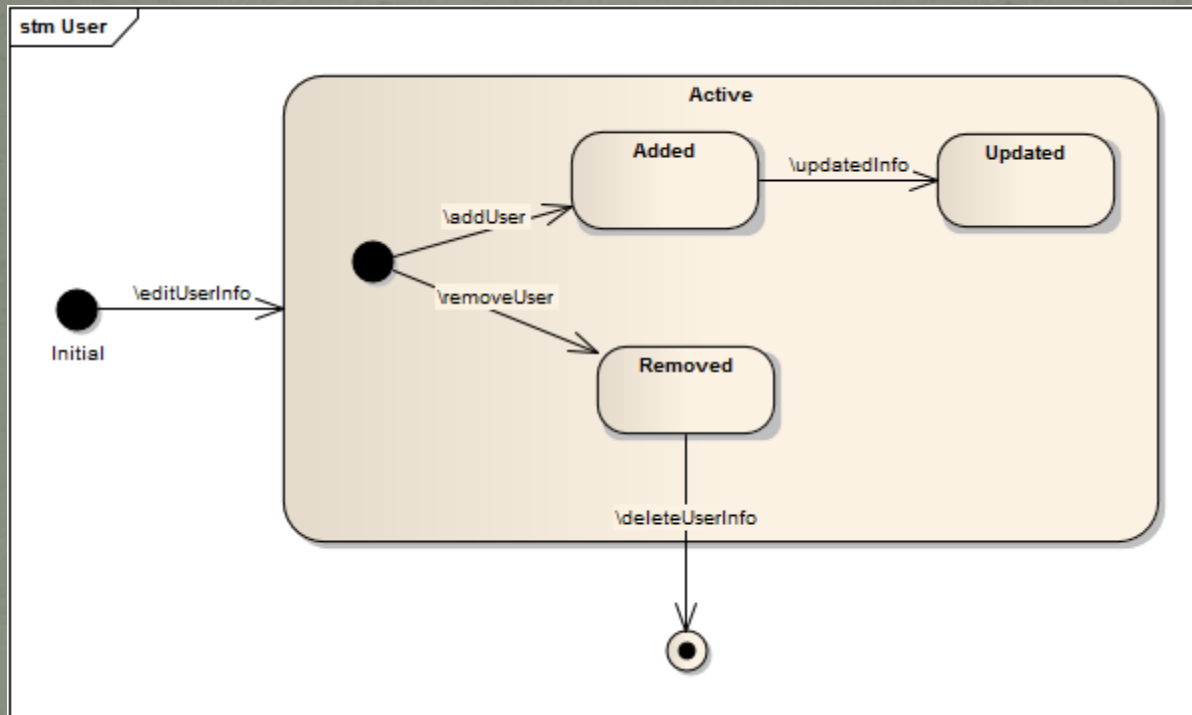 stm User
Active
Added
\updatedInfo
Updated
\addUser
\editUserInfo
\removeUser
Initial
Removed
\deleteUserInfo